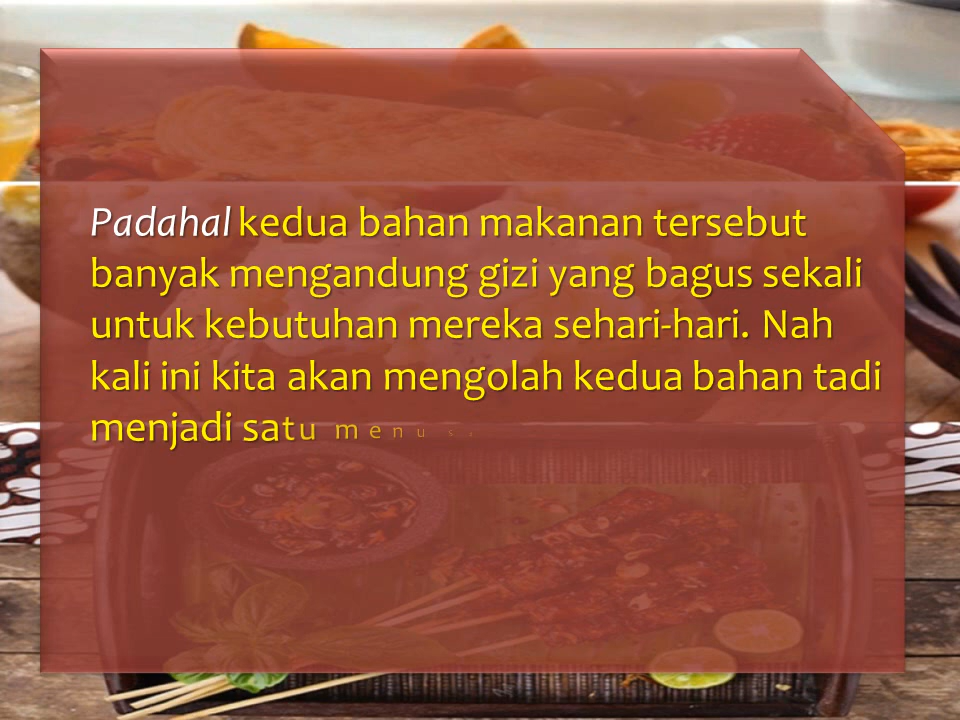 Padahal kedua bahan makanan tersebut
banyak mengandung gizi yang bagus sekali
untuk kebutuhan mereka sehari-hari. Nah
kali ini kita akan mengolah kedua bahan tadi
menjadi satu menu